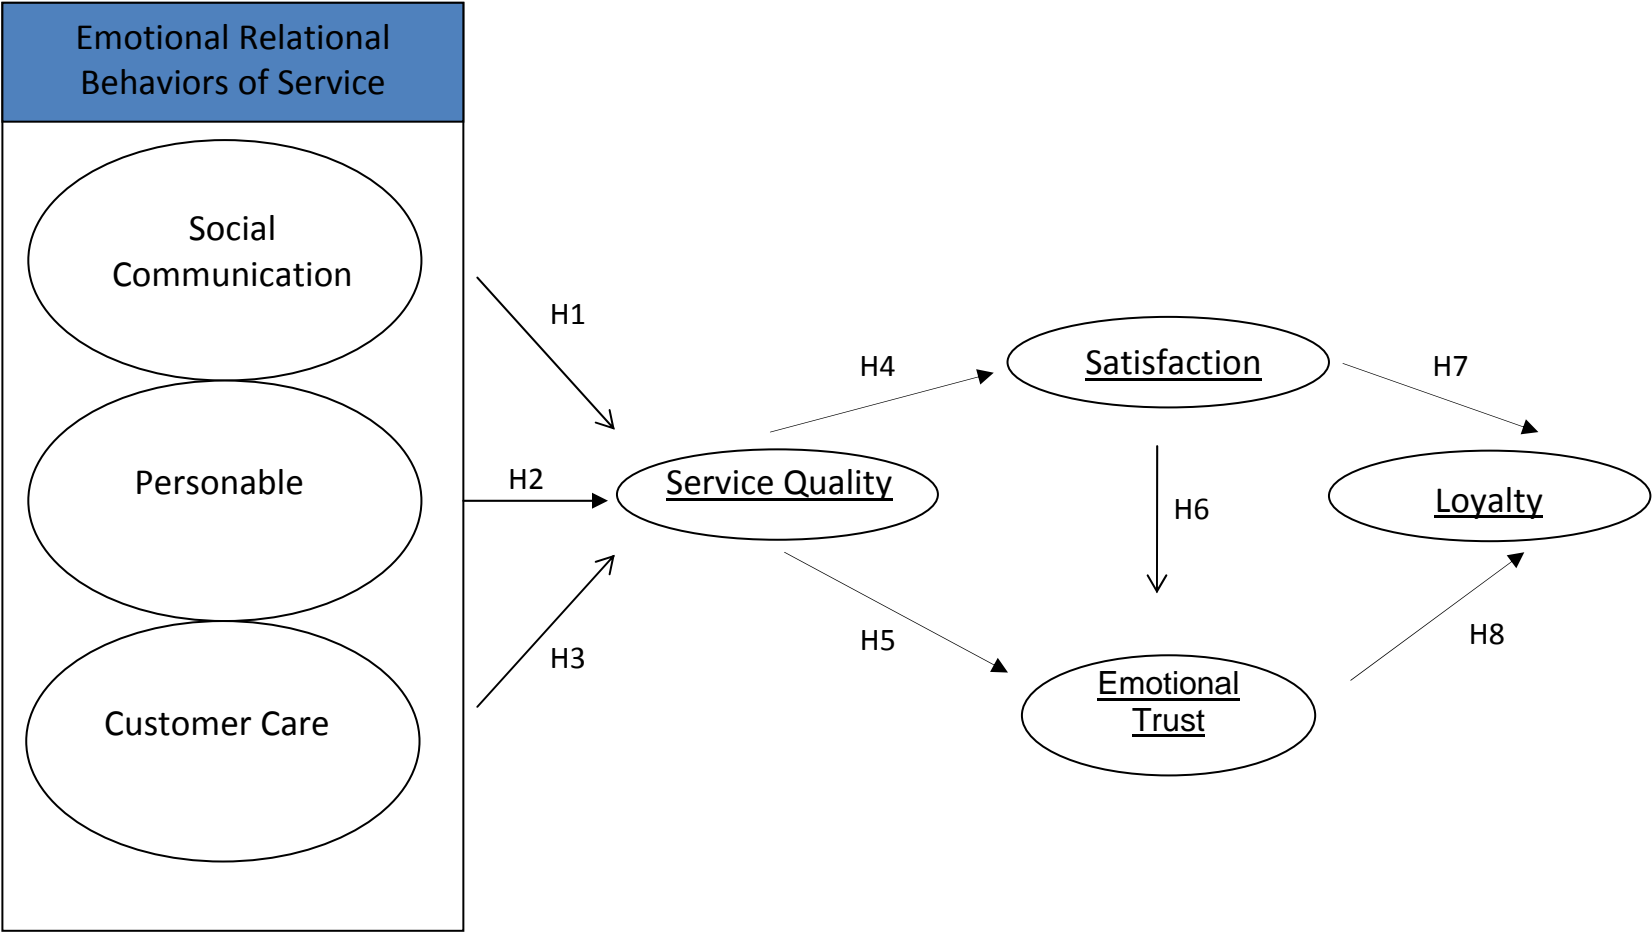 Emotional Relational
Behaviors of Service
Social
Communication
Personable
Customer Care
H1
H2
H3
Service Quality
H4
H5
Satisfaction
H6
Emotional
Trust
H7
H8
Loyalty